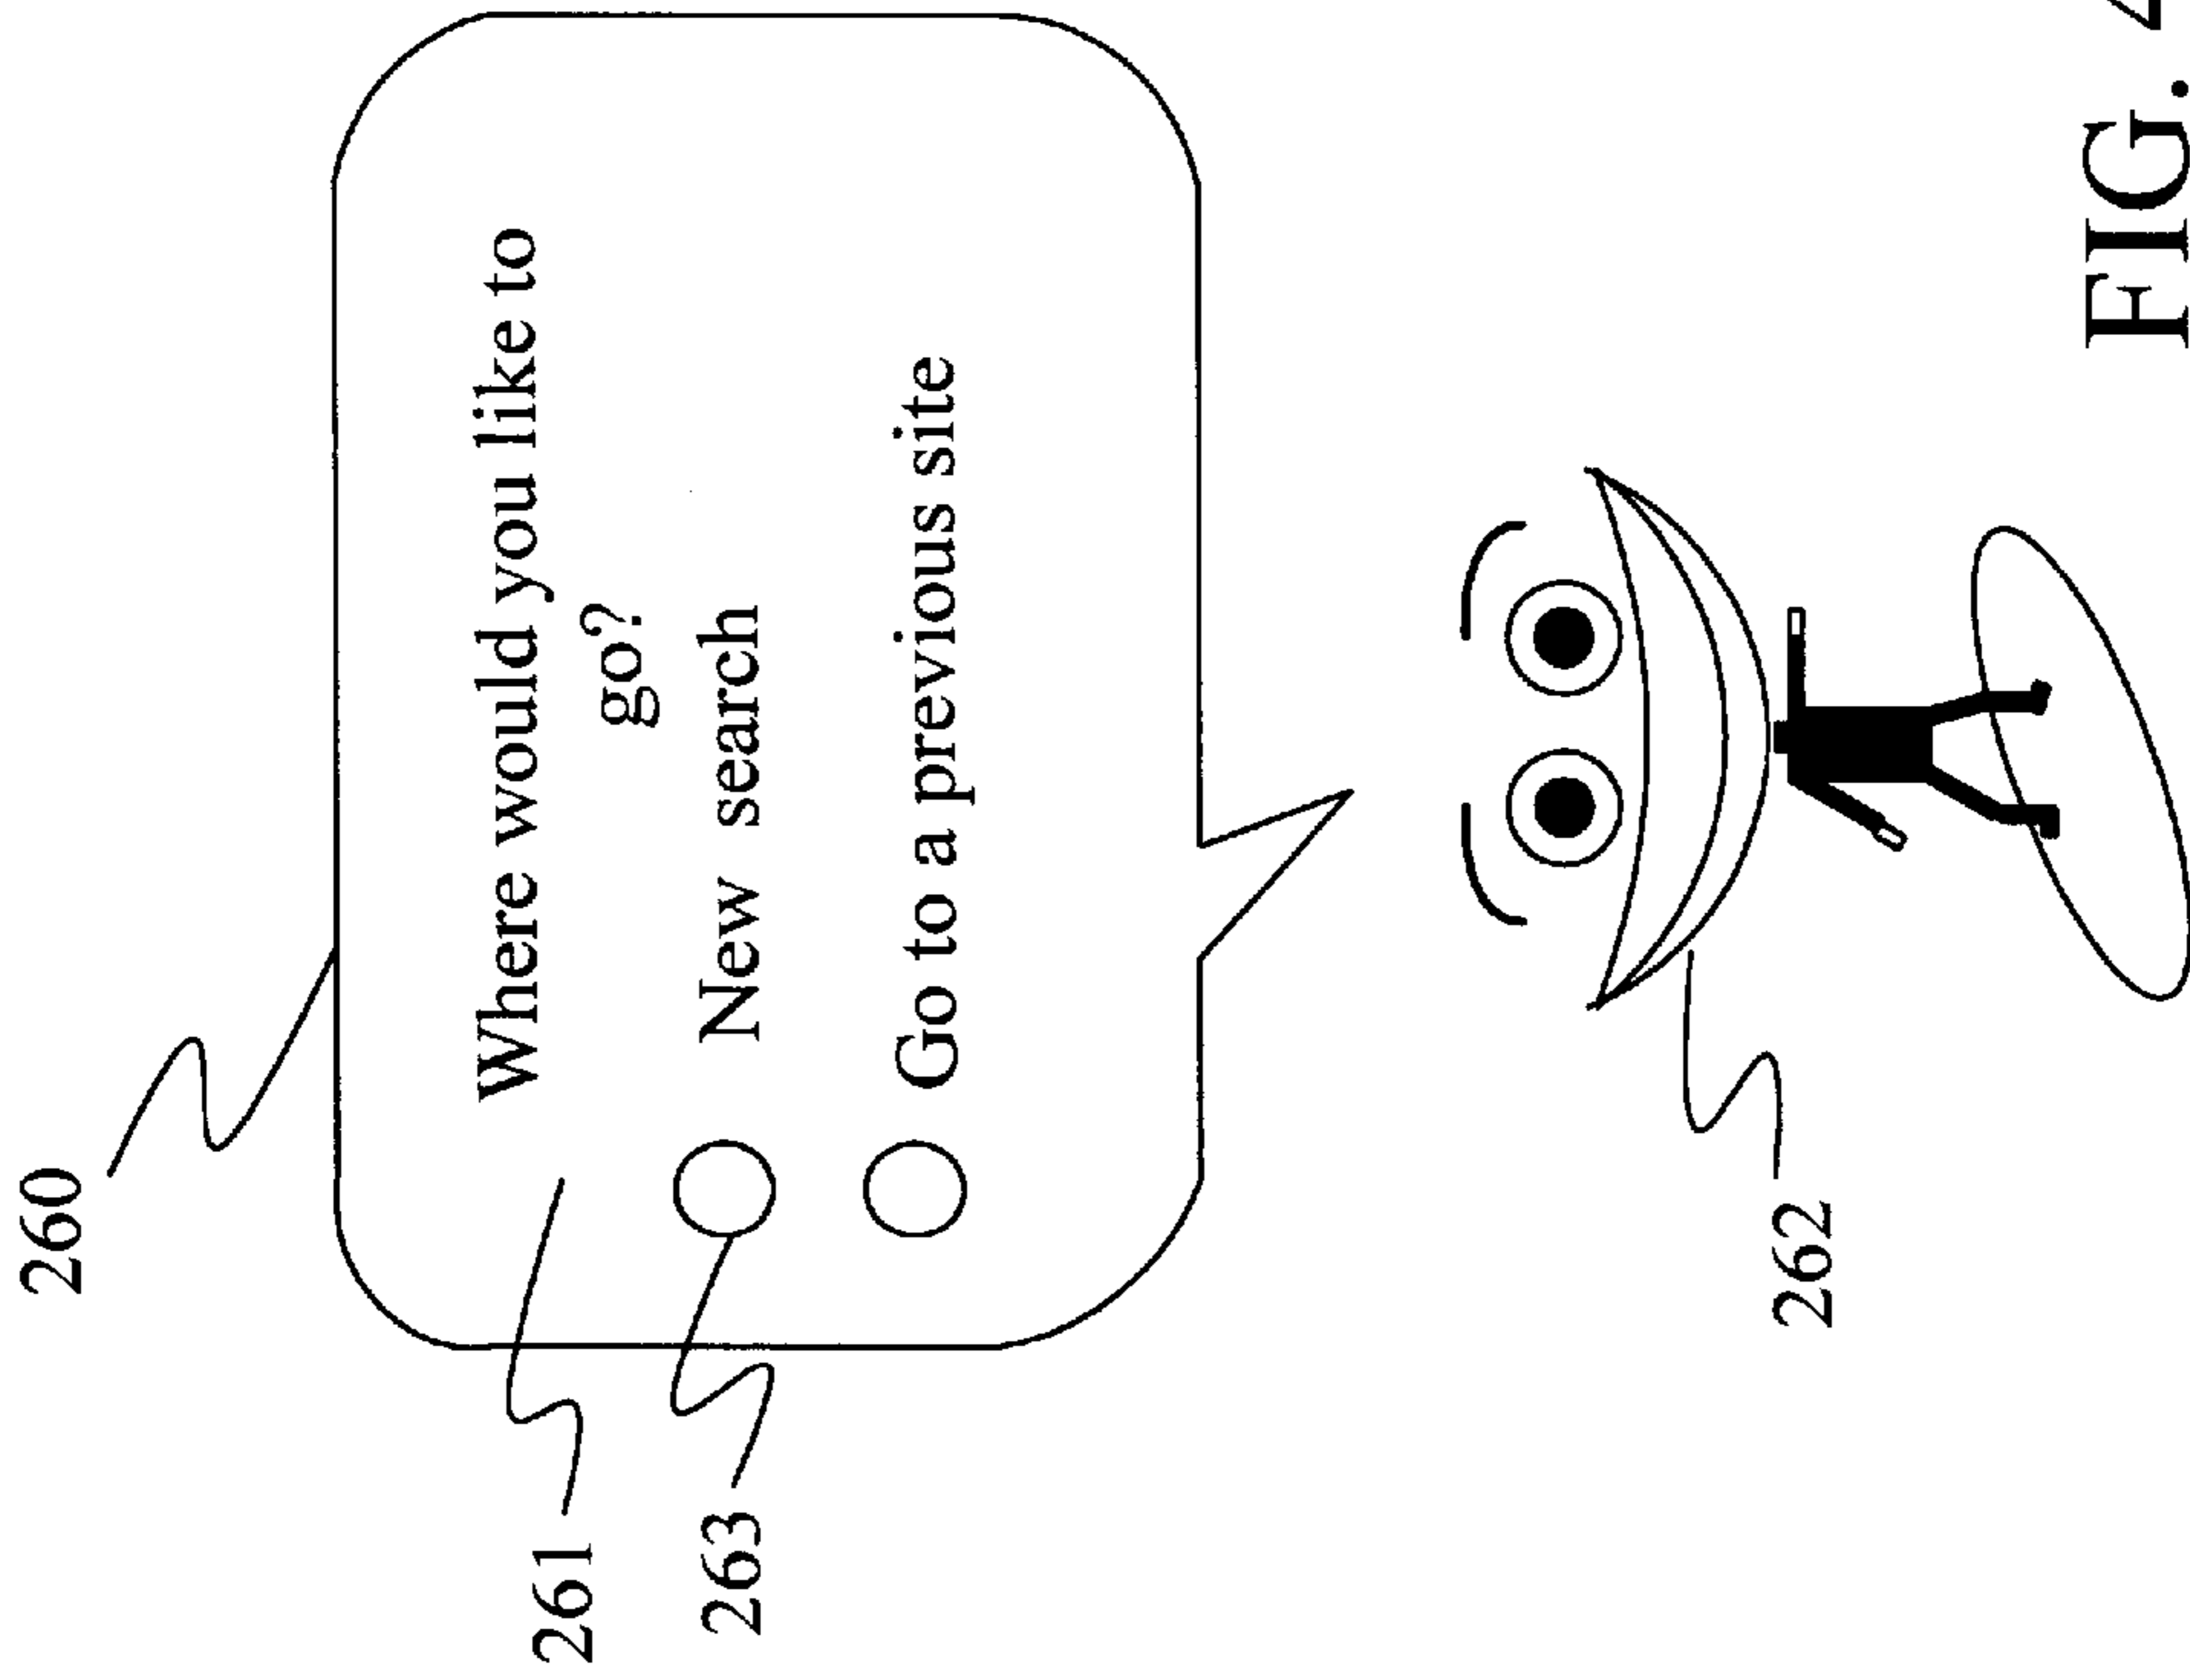 260
Where would you like to
go?
261
New search
263
Go to a previous site
262
FIG.